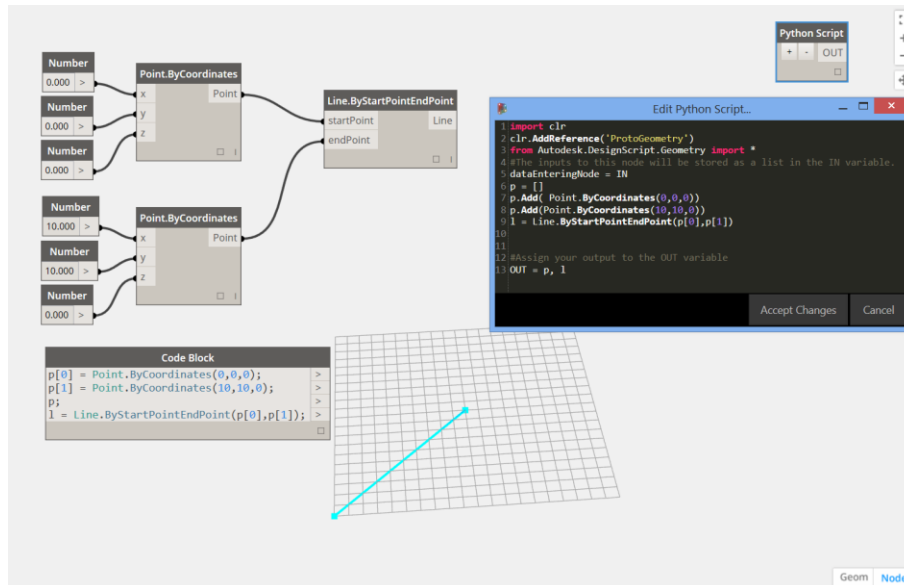 Number
0.000 >
Number
0.000 >
Number
0.000 >
Point.ByCoordinates
x Point
y
z
Number
10.000 >
Number
10.000 >
Number
0.000 >
Point.ByCoordinates
x Point
y
z
Line.ByStartPointEndPoint
startPoint Line
endPoint
Python Script
+ - OUT
Edit Python Script...
1 import clr
2 clr.AddReference('ProtoGeometry')
3 from Autodesk.DesignScript.Geometry import *
4 #The inputs to this node will be stored as a list in the IN variable.
5 dataEnteringNode = IN
6 p = []
7 p.Add( Point.ByCoordinates(0,0,0))
8 p.Add(Point.ByCoordinates(10,10,0))
9 l = Line.ByStartPointEndPoint(p[0],p[1])
10
11
12 #Assign your output to the OUT variable
13 OUT = p, l
Accept Changes Cancel
Code Block
p[0] = Point.ByCoordinates(0,0,0); >
p[1] = Point.ByCoordinates(10,10,0); >
p; >
l = Line.ByStartPointEndPoint(p[0],p[1]); >
Geom Node